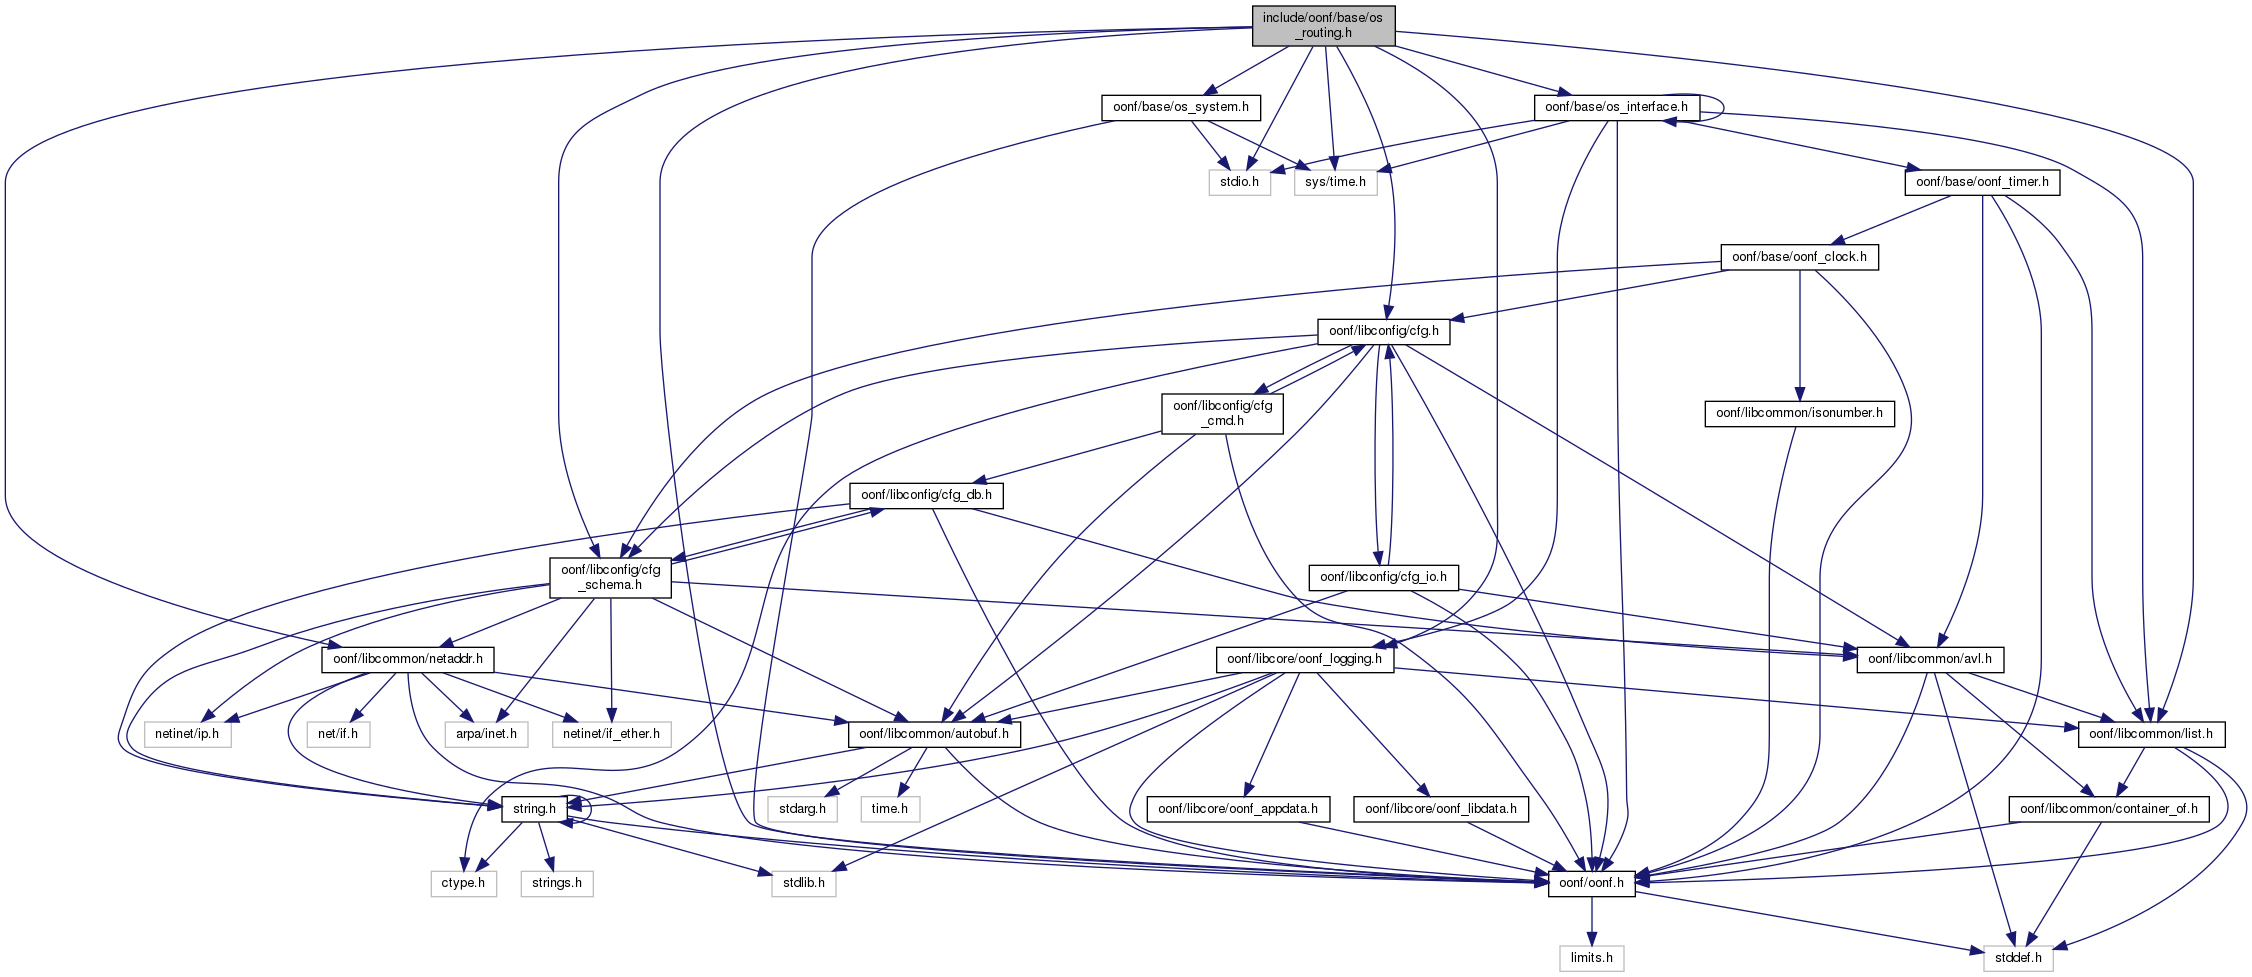 include/oonf/base/os
_routing.h
oonf/base/os_system.h
oonf/base/os_interface.h
stdio.h
sys/time.h
oonf/base/oonf_timer.h
oonf/base/oonf_clock.h
oonf/libconfig/cfg.h
oonf/libconfig/cfg
_cmd.h
oonf/libcommon/isonumber.h
oonf/libconfig/cfg_db.h
oonf/libconfig/cfg
_schema.h
oonf/libconfig/cfg_io.h
oonf/libcommon/netaddr.h
oonf/libcore/oonf_logging.h
oonf/libcommon/avl.h
netinet/ip.h
net/if.h
arpa/inet.h
netinet/if_ether.h
oonf/libcommon/autobuf.h
oonf/libcommon/list.h
string.h
stdarg.h
time.h
oonf/libcore/oonf_appdata.h
oonf/libcore/oonf_libdata.h
oonf/libcommon/container_of.h
ctype.h
strings.h
stdlib.h
oonf/oonf.h
limits.h
stddef.h